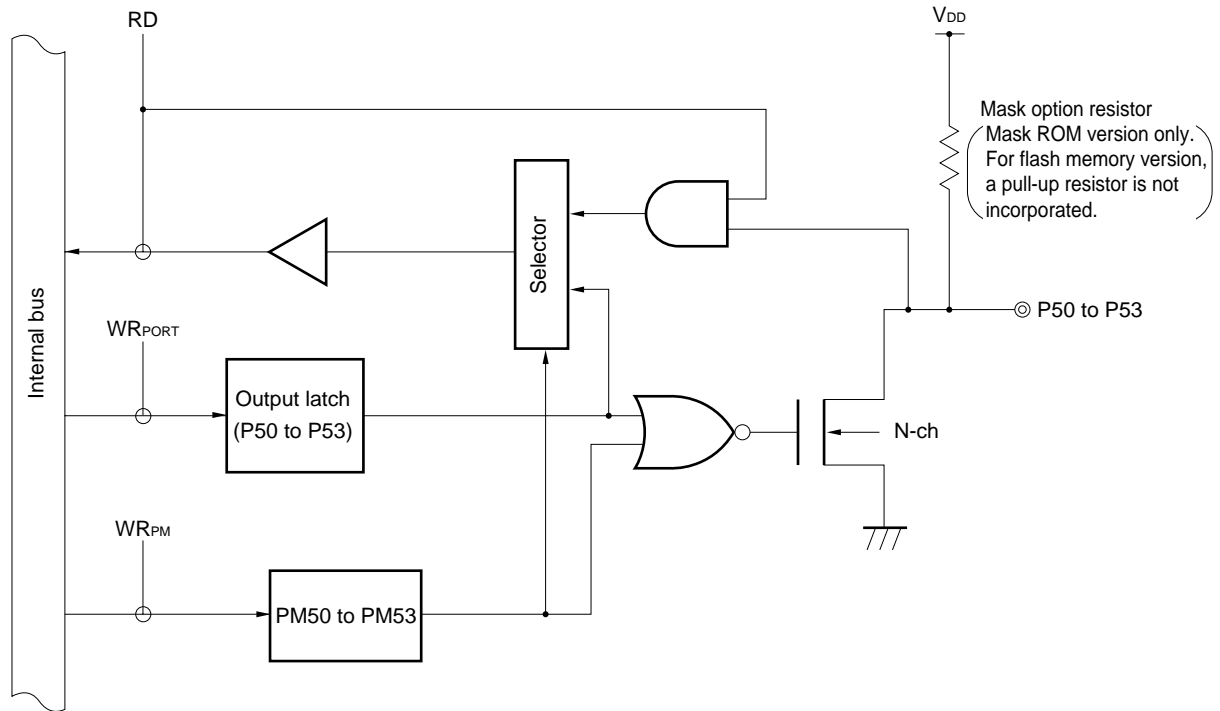 RD
VDD
Mask option resistor
Mask ROM version only.
For flash memory version,
a pull-up resistor is not
incorporated.
Selector
Internal bus
P50 to P53
WRPORT
Output latch
(P50 to P53)
N-ch
WRPM
PM50 to PM53